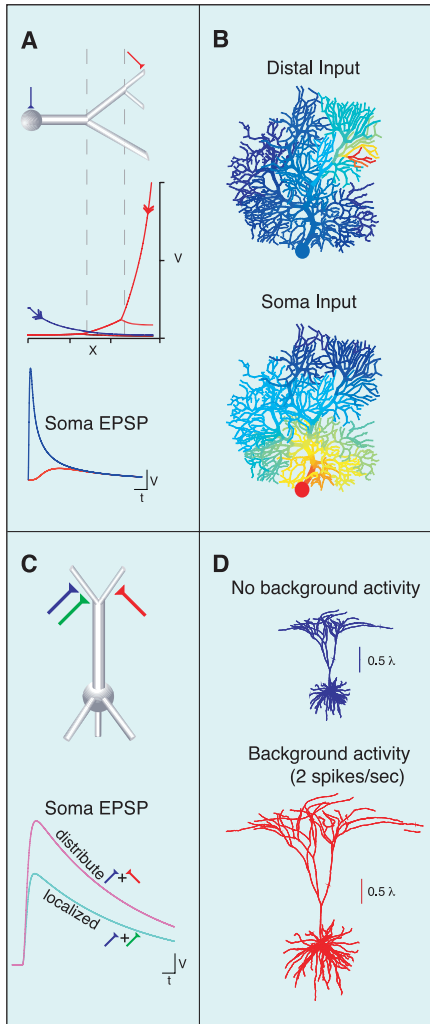 A
V
X
Soma EPSP
V
t
B
Distal Input
Soma Input
C
Soma EPSP
distribute
+
localized
+
V
t
D
No background activity
0.5 λ
Background activity
(2 spikes/sec)
0.5 λ